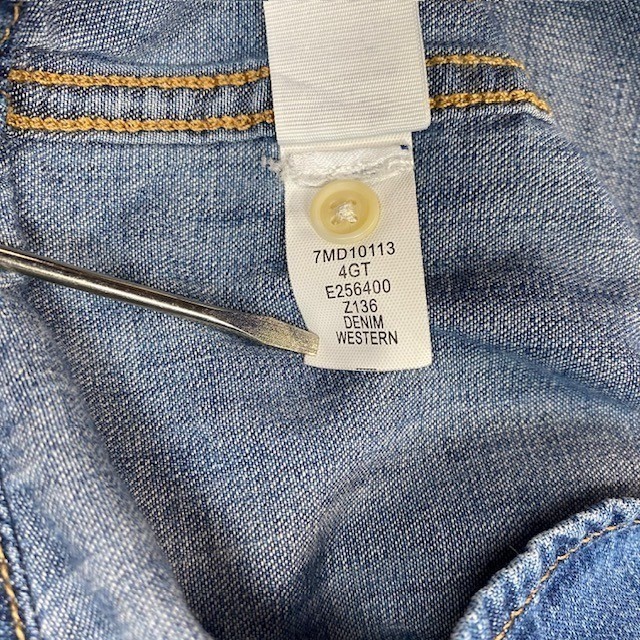 7MD10113
4GT
E256400
Z136
DENIM
WESTERN